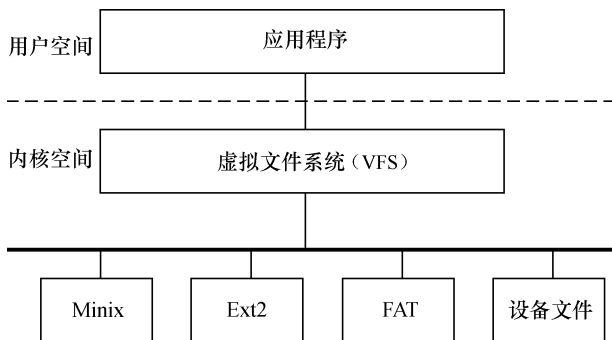 用户空间
应用程序
内核空间
虚拟文件系统（VFS）
Minix
Ext2
FAT
设备文件